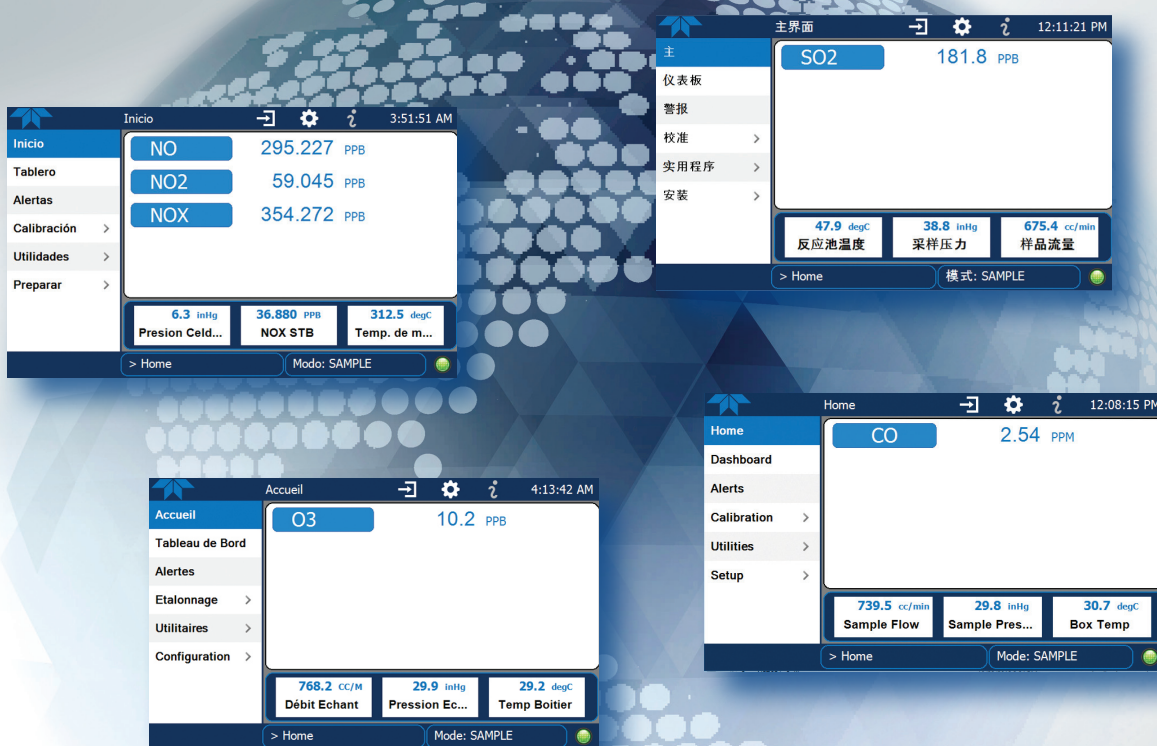 主界面 12:11:21 PM
主
仪表板
警报
校准
实用程序
安装
SO2 181.8 PPB
47.9 degC 38.8 inHg 675.4 cc/min
反应池温度 采样压力 样品流量
> Home 模式: SAMPLE
Inicio 3:51:51 AM
Inicio
Tablero
Alertas
Calibración
Utilidades
Preparar
NO 295.227 PPB
NO2 59.045 PPB
NOX 354.272 PPB
6.3 inHg 36.880 PPB 312.5 degC
Presion Celd... NOX STB Temp. de m...
> Home Modo: SAMPLE
Home 12:08:15 PM
Home
Dashboard
Alerts
Calibration
Utilities
Setup
CO 2.54 PPM
739.5 cc/min 29.8 inHg 30.7 degC
Sample Flow Sample Pres... Box Temp
> Home Mode: SAMPLE
Accueil 4:13:42 AM
Accueil
Tableau de Bord
Alertes
Etalonnage
Utilitaires
Configuration
O3 10.2 PPB
768.2 CC/M 29.9 inHg 29.2 degC
Débit Echant Pression Ec... Temp Boitier
> Home Mode: SAMPLE